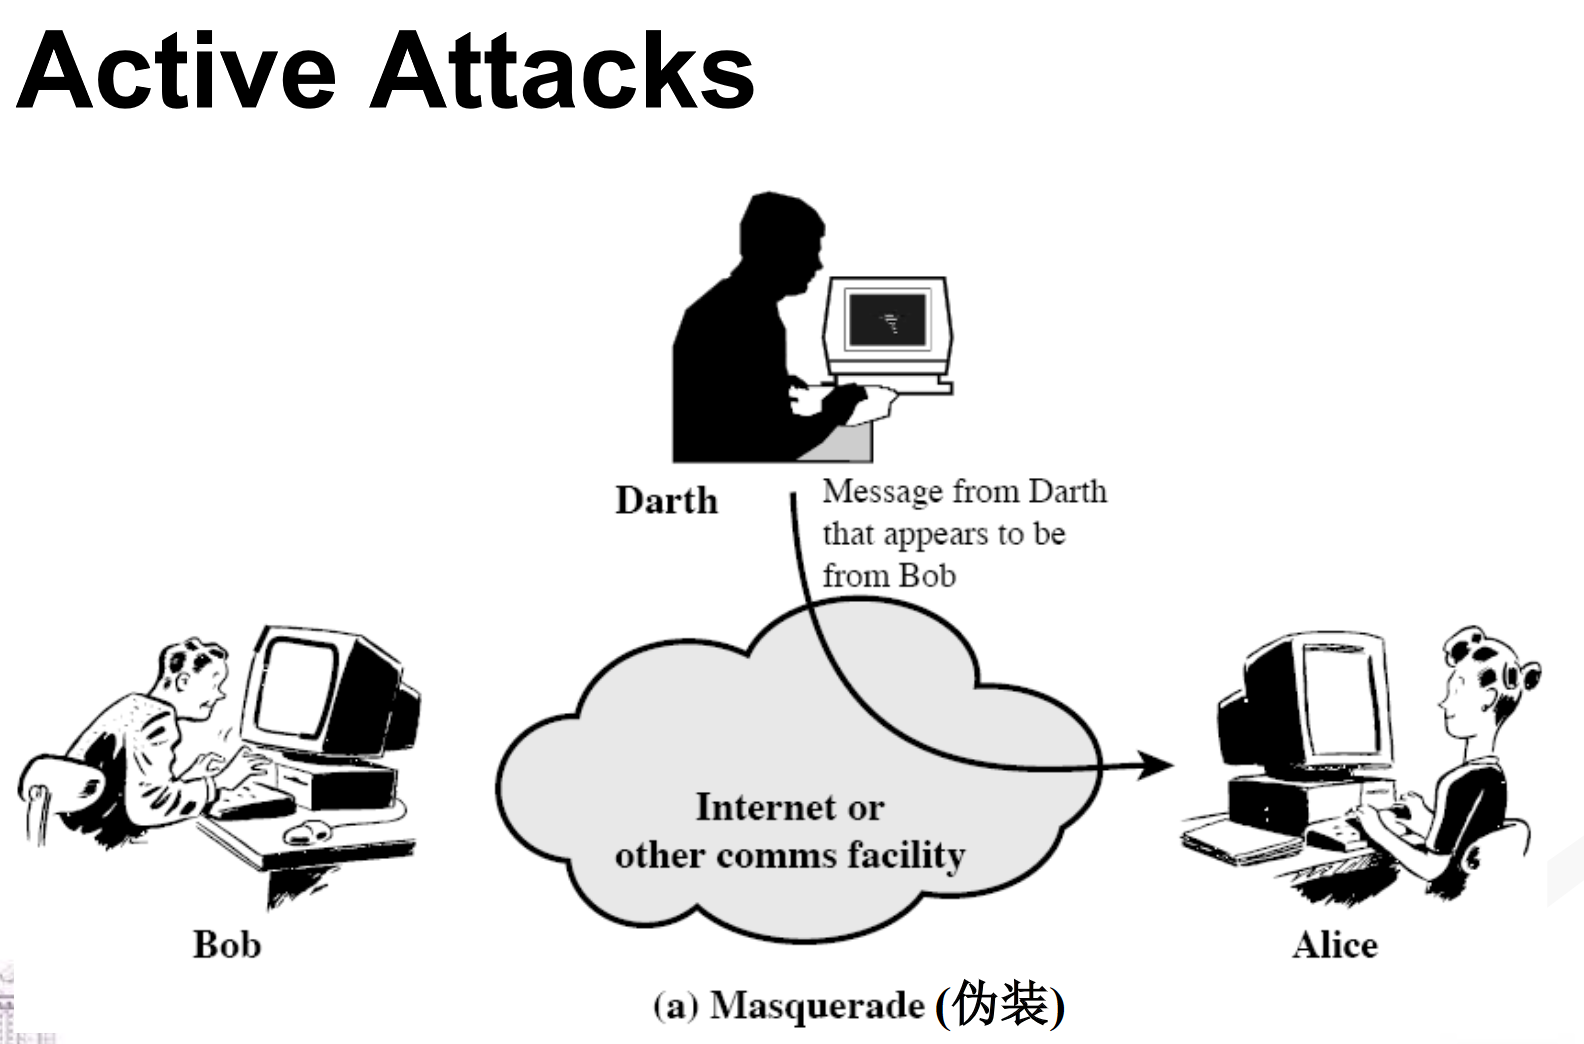 Active Attacks
Darth
Message from Darth
that appears to be
from Bob
Internet or
other comms facility
Bob
Alice
(a) Masquerade (伪装)